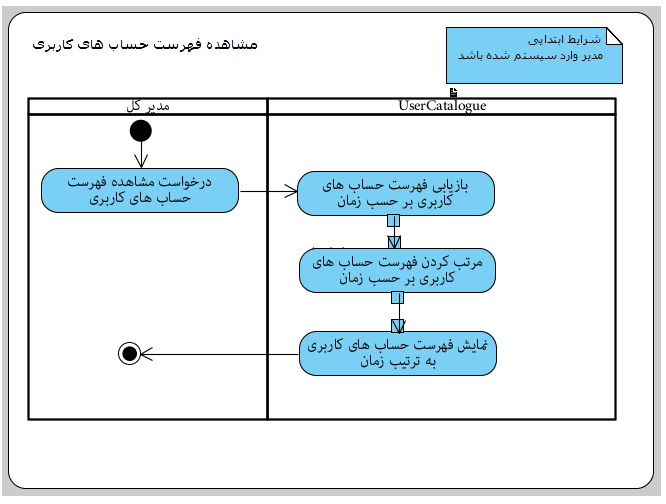 مشاهده فهرست حساب های کاربری
شرایط ابتدایی
مدیر وارد سیستم شده باشد
مدیر کل
UserCatalogue
درخواست مشاهده فهرست
حساب های کاربری
بازیابی فهرست حساب های
کاربری بر حسب زمان
مرتب کردن فهرست حساب های
کاربری بر حسب زمان
نمایش فهرست حساب های کاربری
به ترتیب زمان